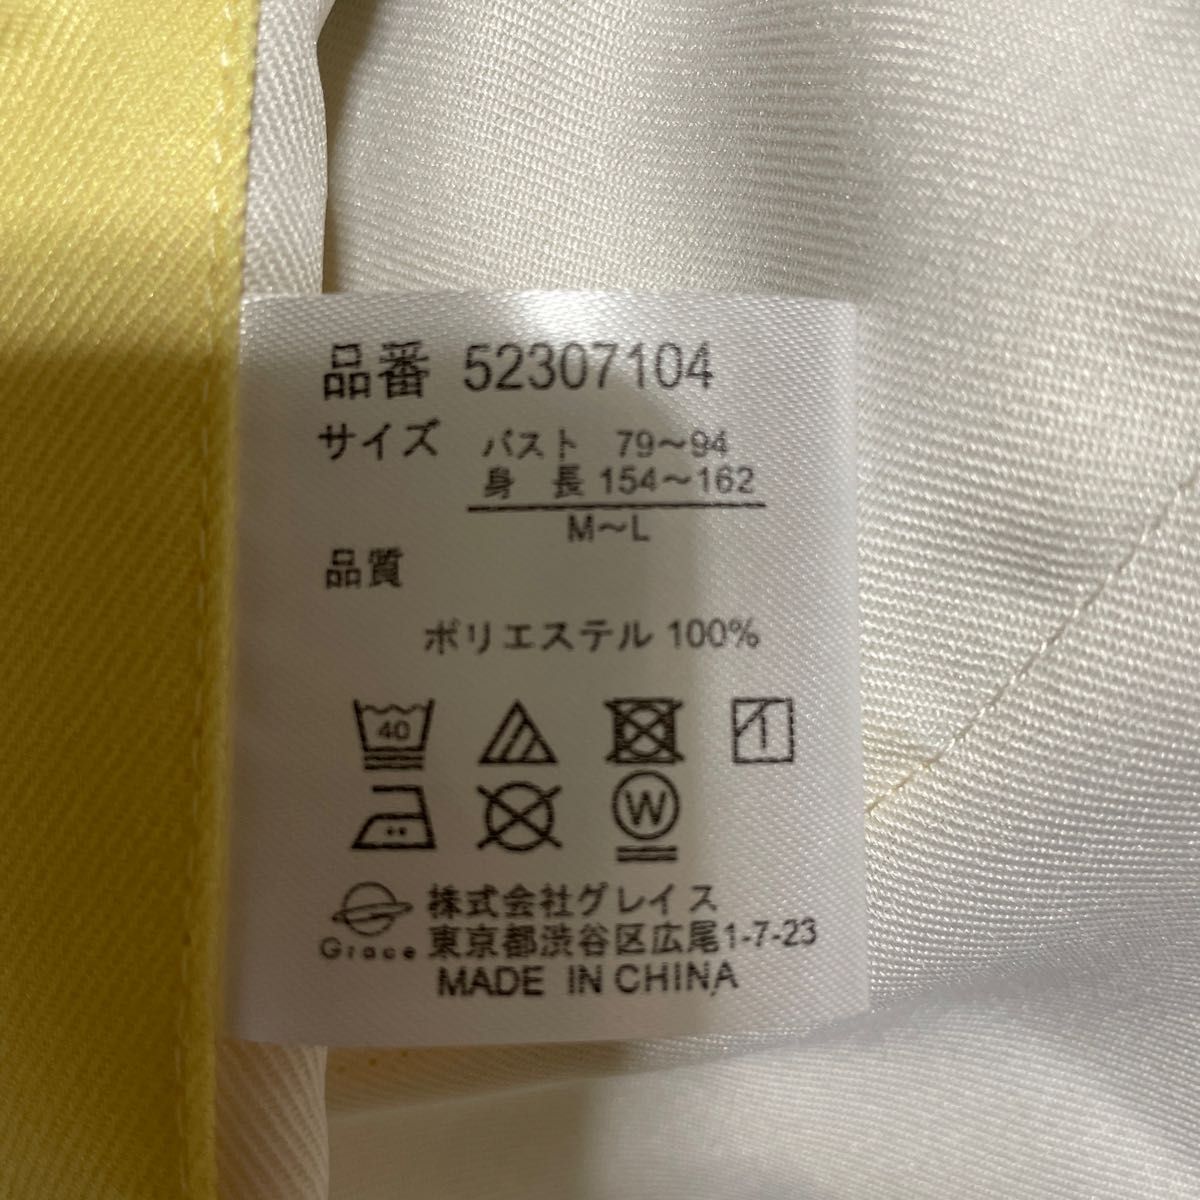 品番 52307104
サイズ バスト 79~94
身 長 154~162
M~L
品質
ポリエステル 100%
40
W
株式会社グレイス
Grace 東京都渋谷区広尾1-7-23
MADE IN CHINA